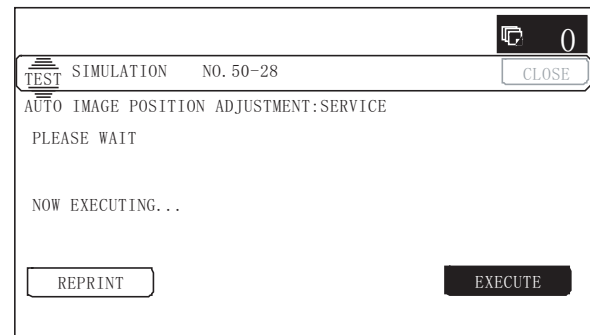 0
TEST SIMULATION NO.50-28 CLOSE
AUTO IMAGE POSITION ADJUSTMENT:SERVICE
PLEASE WAIT
NOW EXECUTING...
REPRINT EXECUTE